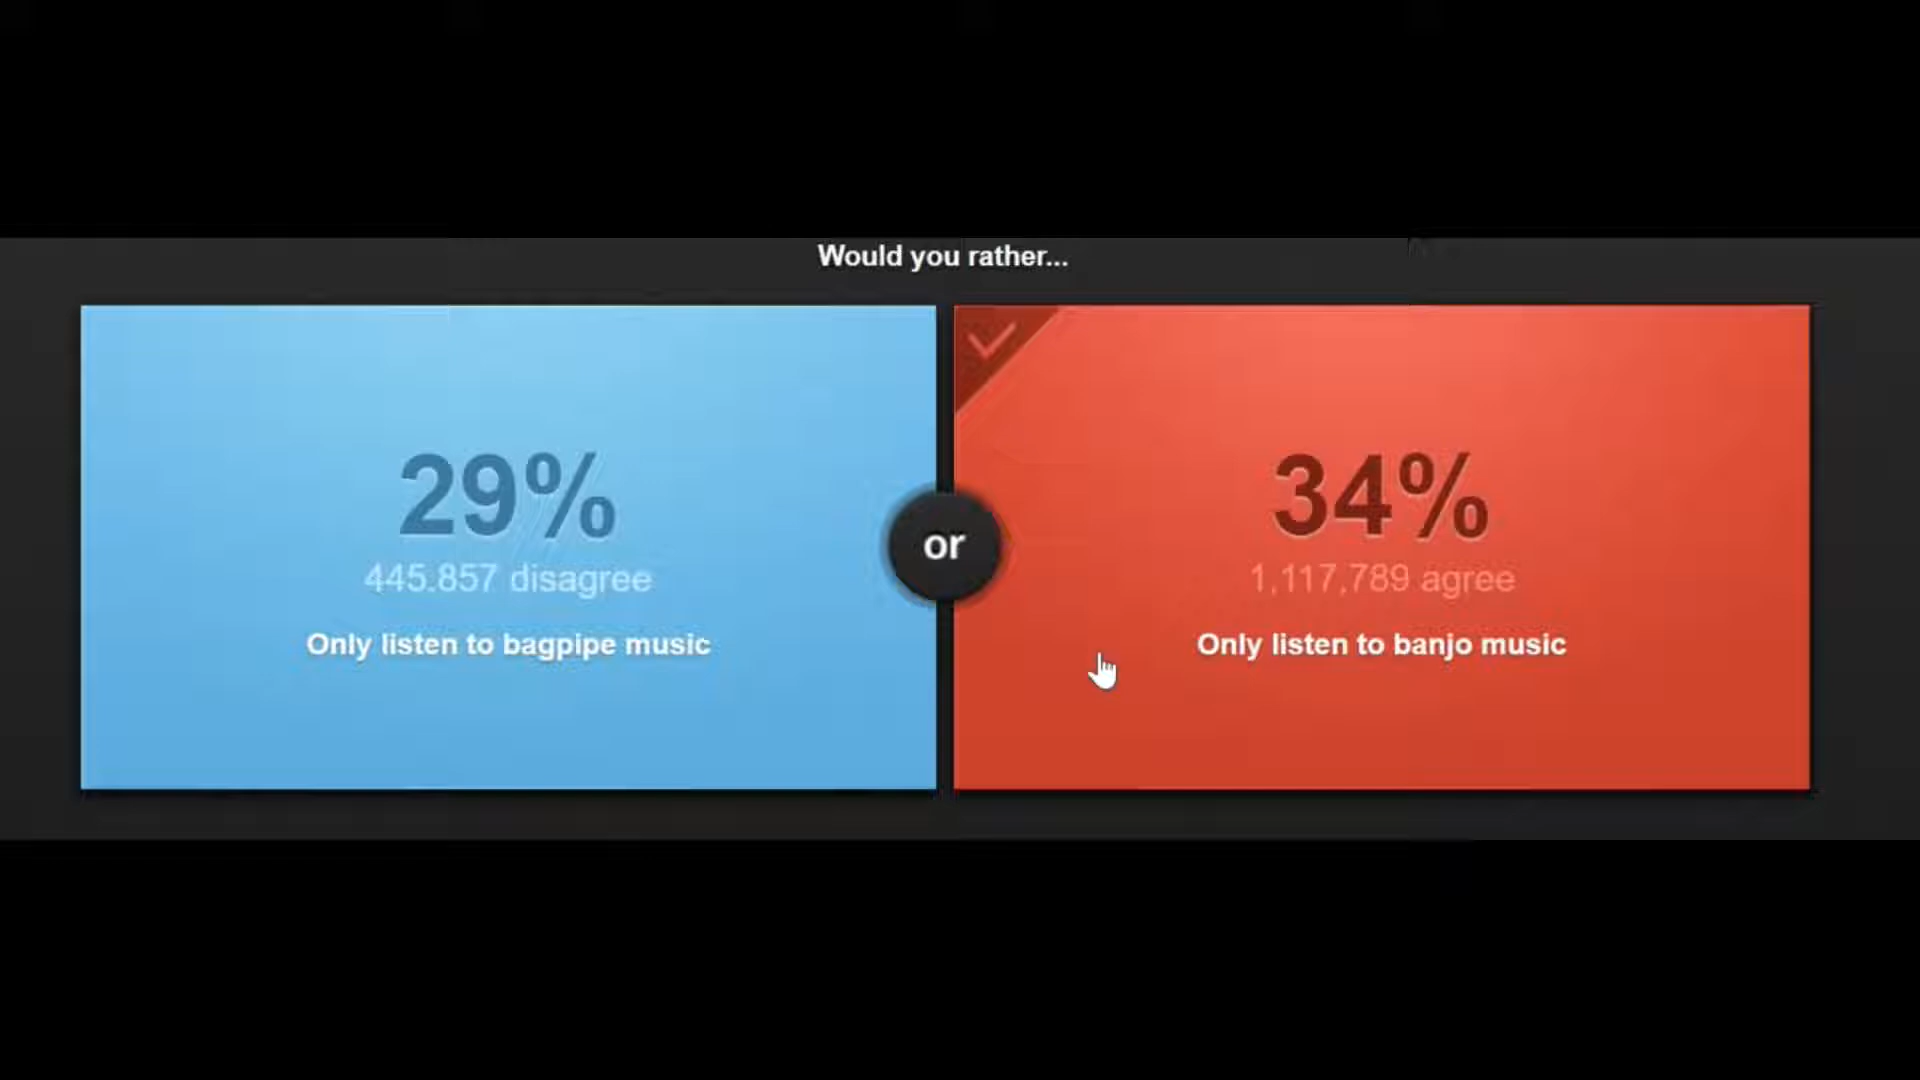 Would you rather...
29%
445.857 disagree
Only listen to bagpipe music
or
34%
1,117,789 agree
Only listen to banjo music